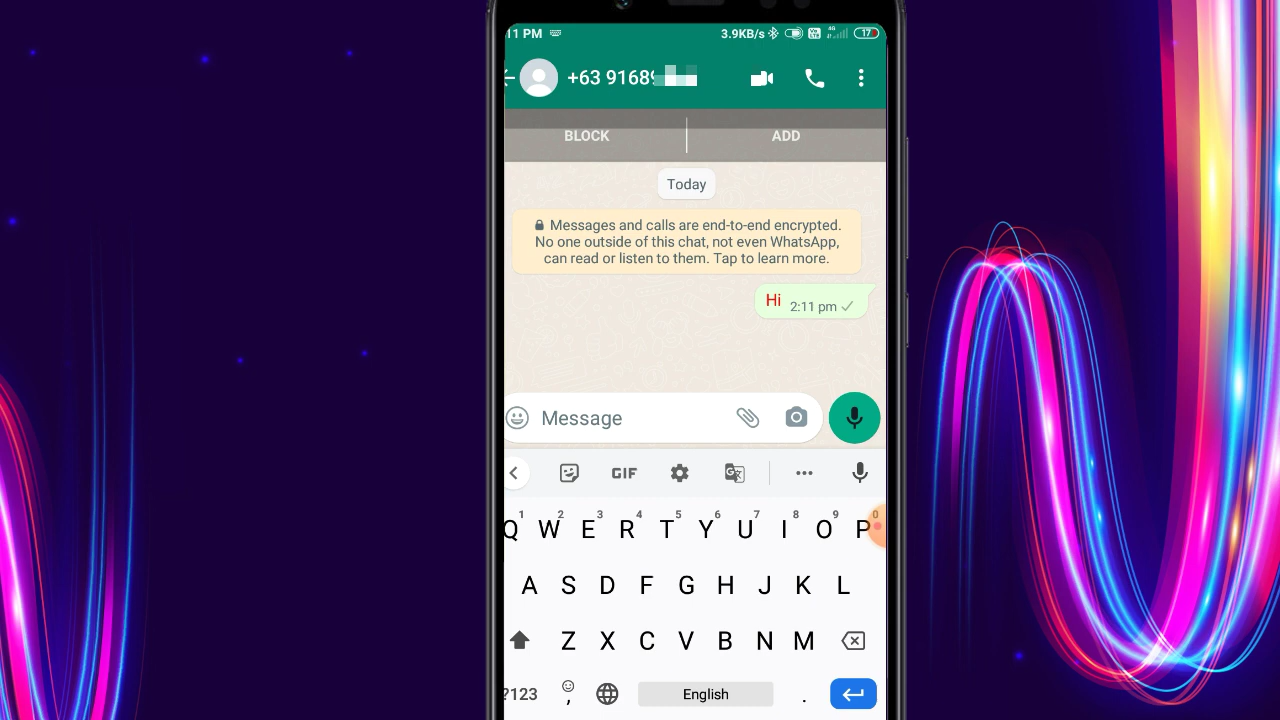 11 PM 3.9KB/s 4G 17
+63 9168
BLOCK ADD
Today
Messages and calls are end-to-end encrypted.
No one outside of this chat, not even WhatsApp,
can read or listen to them. Tap to learn more.
Hi 2:11 pm
Message
GIF
1 2 3 4 5 6 7 8 9 0
Q W E R T Y U I O P
A S D F G H J K L
Z X C V B N M
?123 , English .